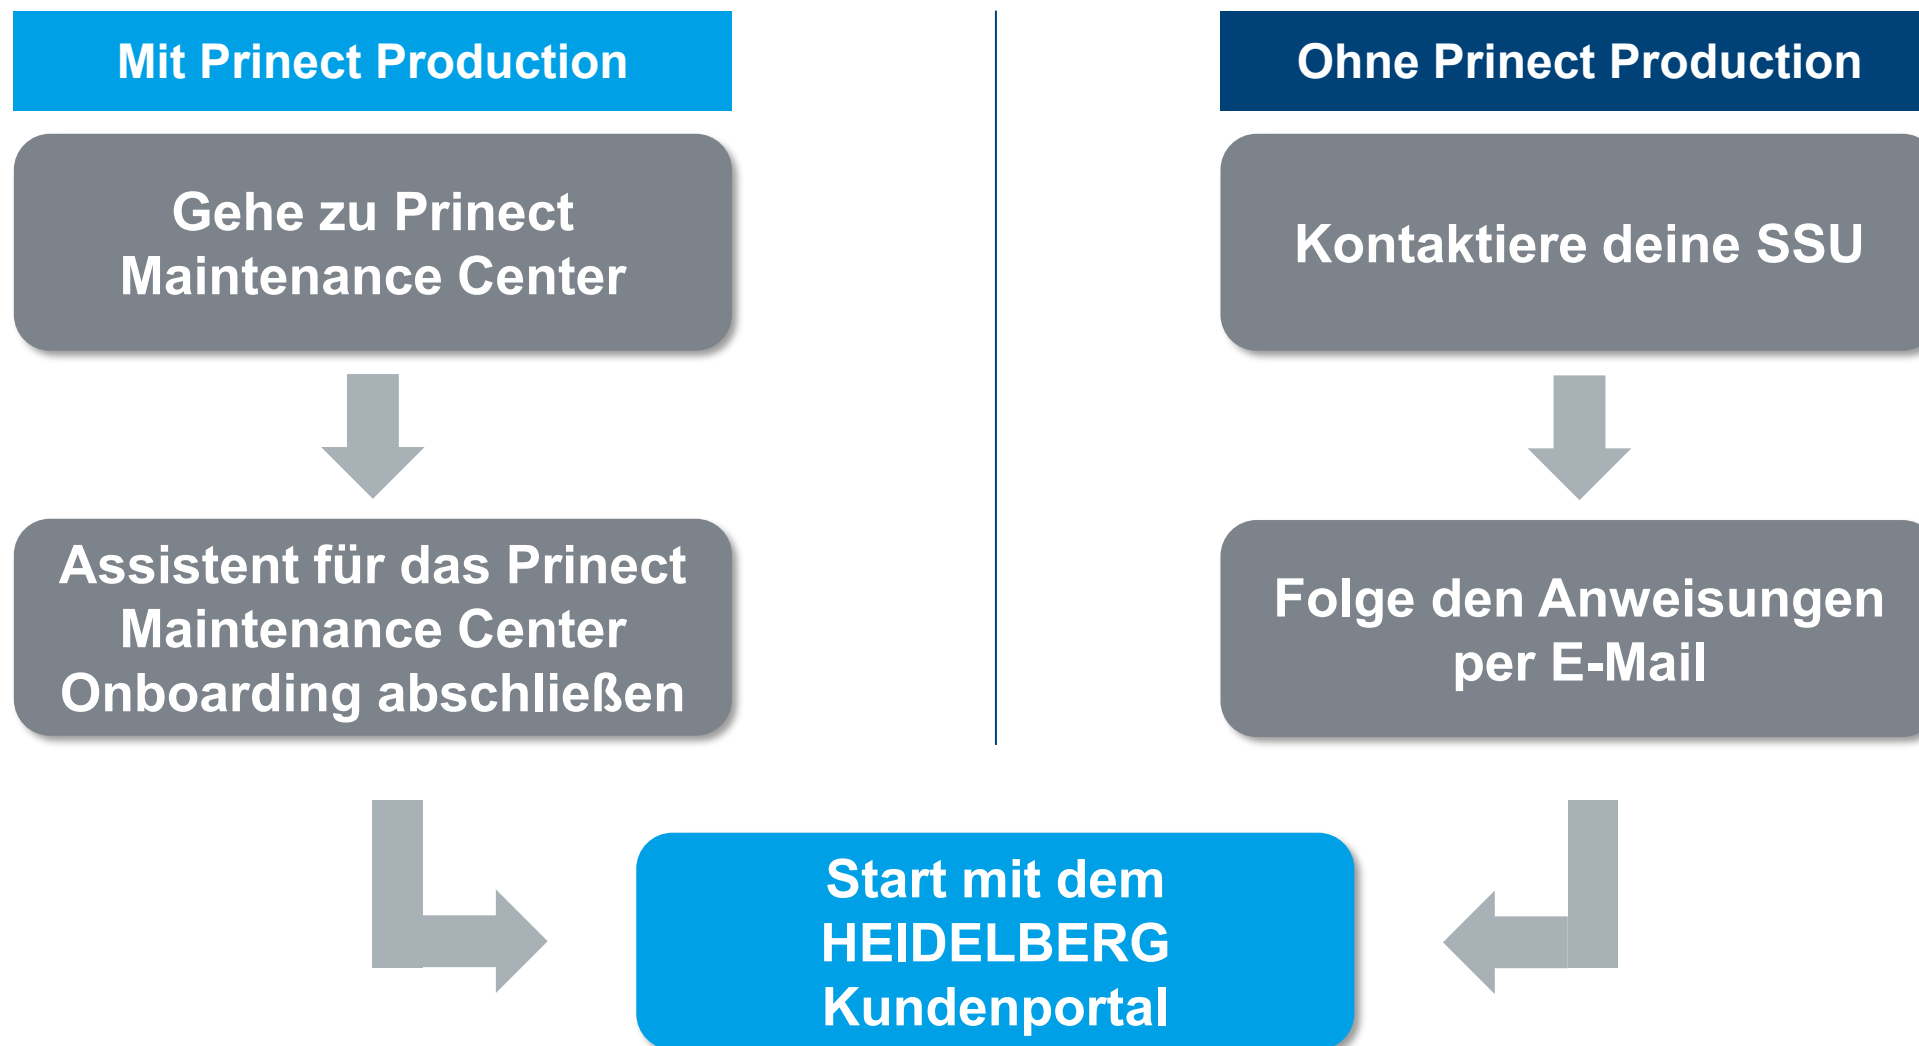 Mit Prinect Production
Gehe zu Prinect
Maintenance Center
Assistent für das Prinect
Maintenance Center
Onboarding abschließen
Ohne Prinect Production
Kontaktiere deine SSU
Folge den Anweisungen
per E-Mail
Start mit dem
HEIDELBERG
Kundenportal